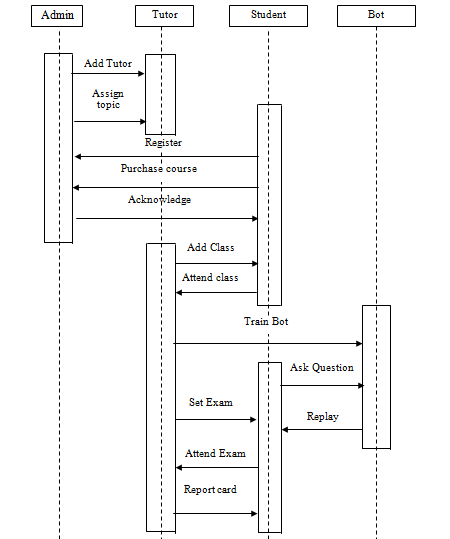 Admin
Tutor
Student
Bot
Add Tutor
Assign
topic
Register
Purchase course
Acknowledge
Add Class
Attend class
Train Bot
Ask Question
Set Exam
Replay
Attend Exam
Report card